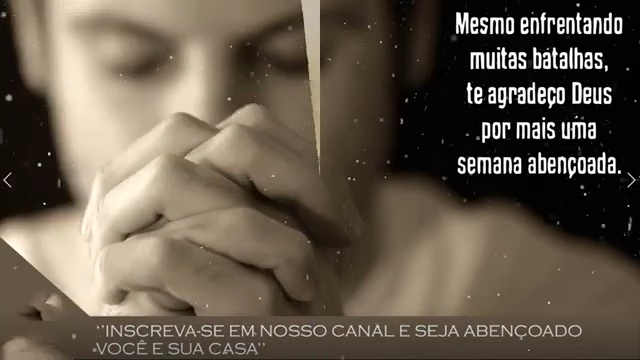 Mesmo enfrentando
muitas batalhas,
te agradeço Deus
por mais uma
semana abençoada.
"INSCREVA-SE EM NOSSO CANAL E SEJA ABENÇOADO
VOCÊ E SUA CASA"